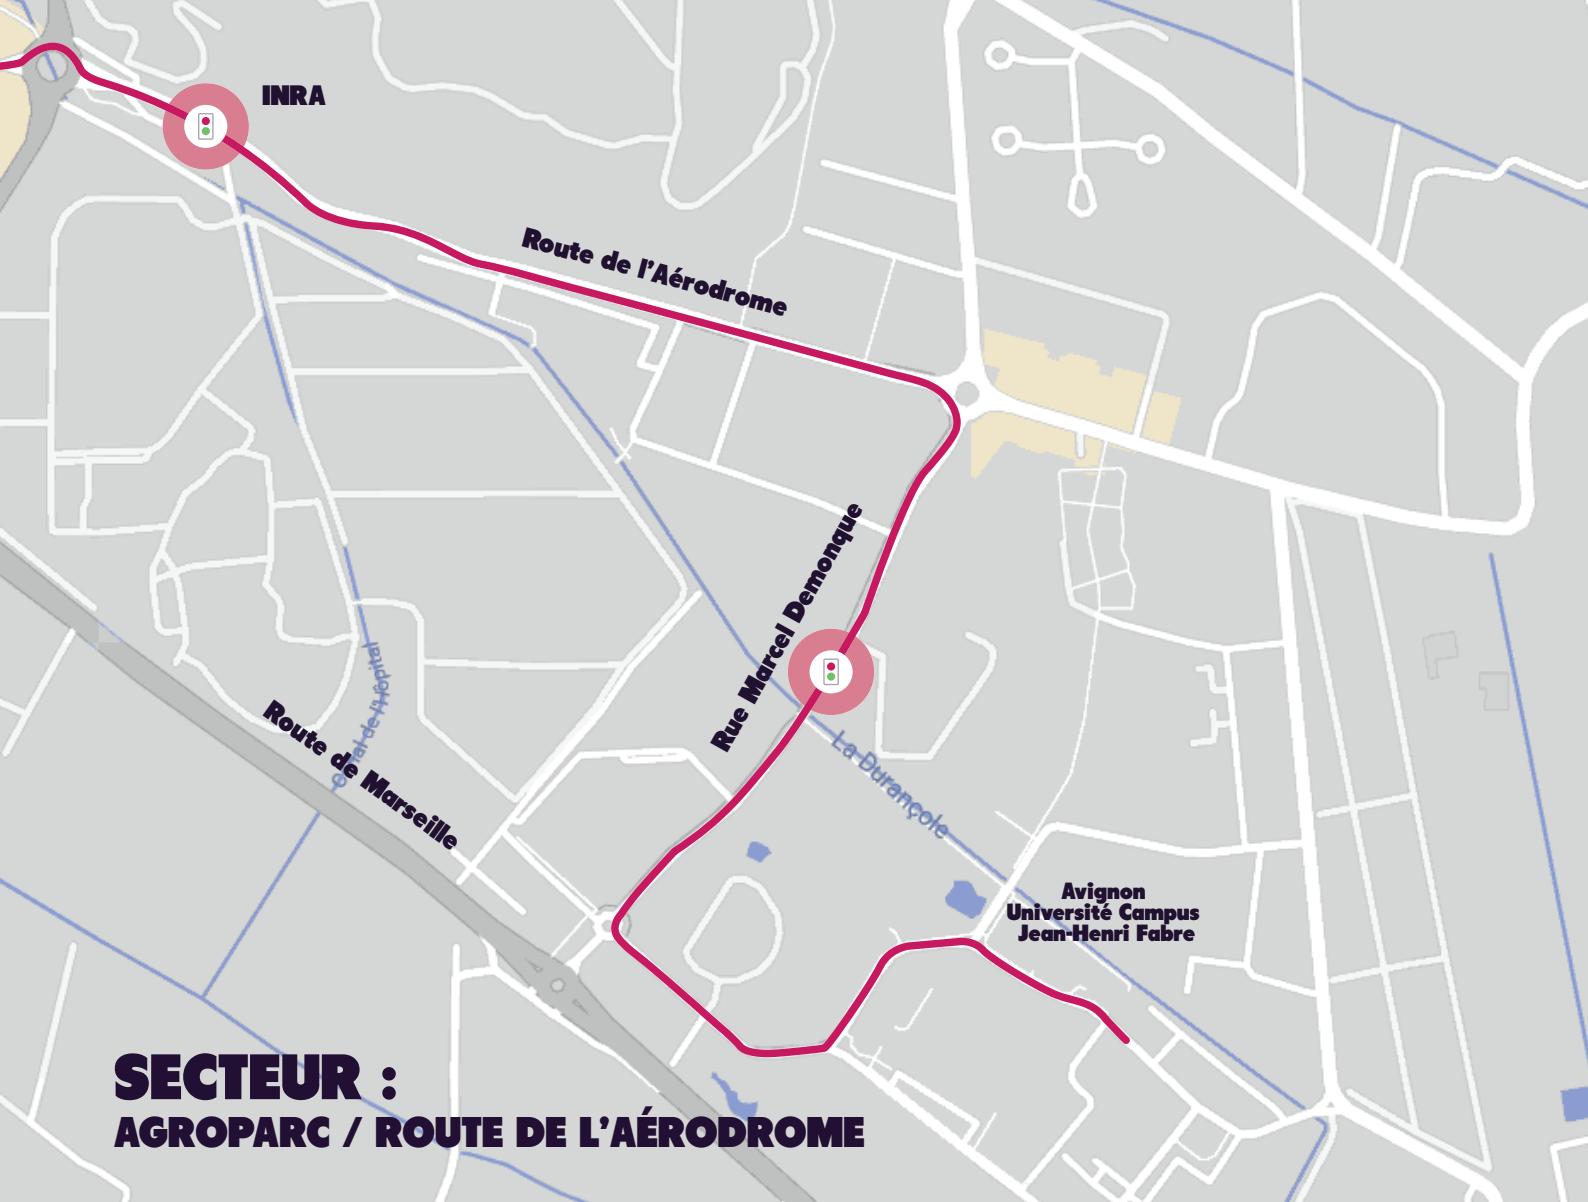 INRA
Route de l'Aérodrome
Rue Marcel Demonque
Route de Marseille
La Durançole
Avignon
Université Campus
Jean-Henri Fabre
SECTEUR :
AGROPARC / ROUTE DE L'AÉRODROME